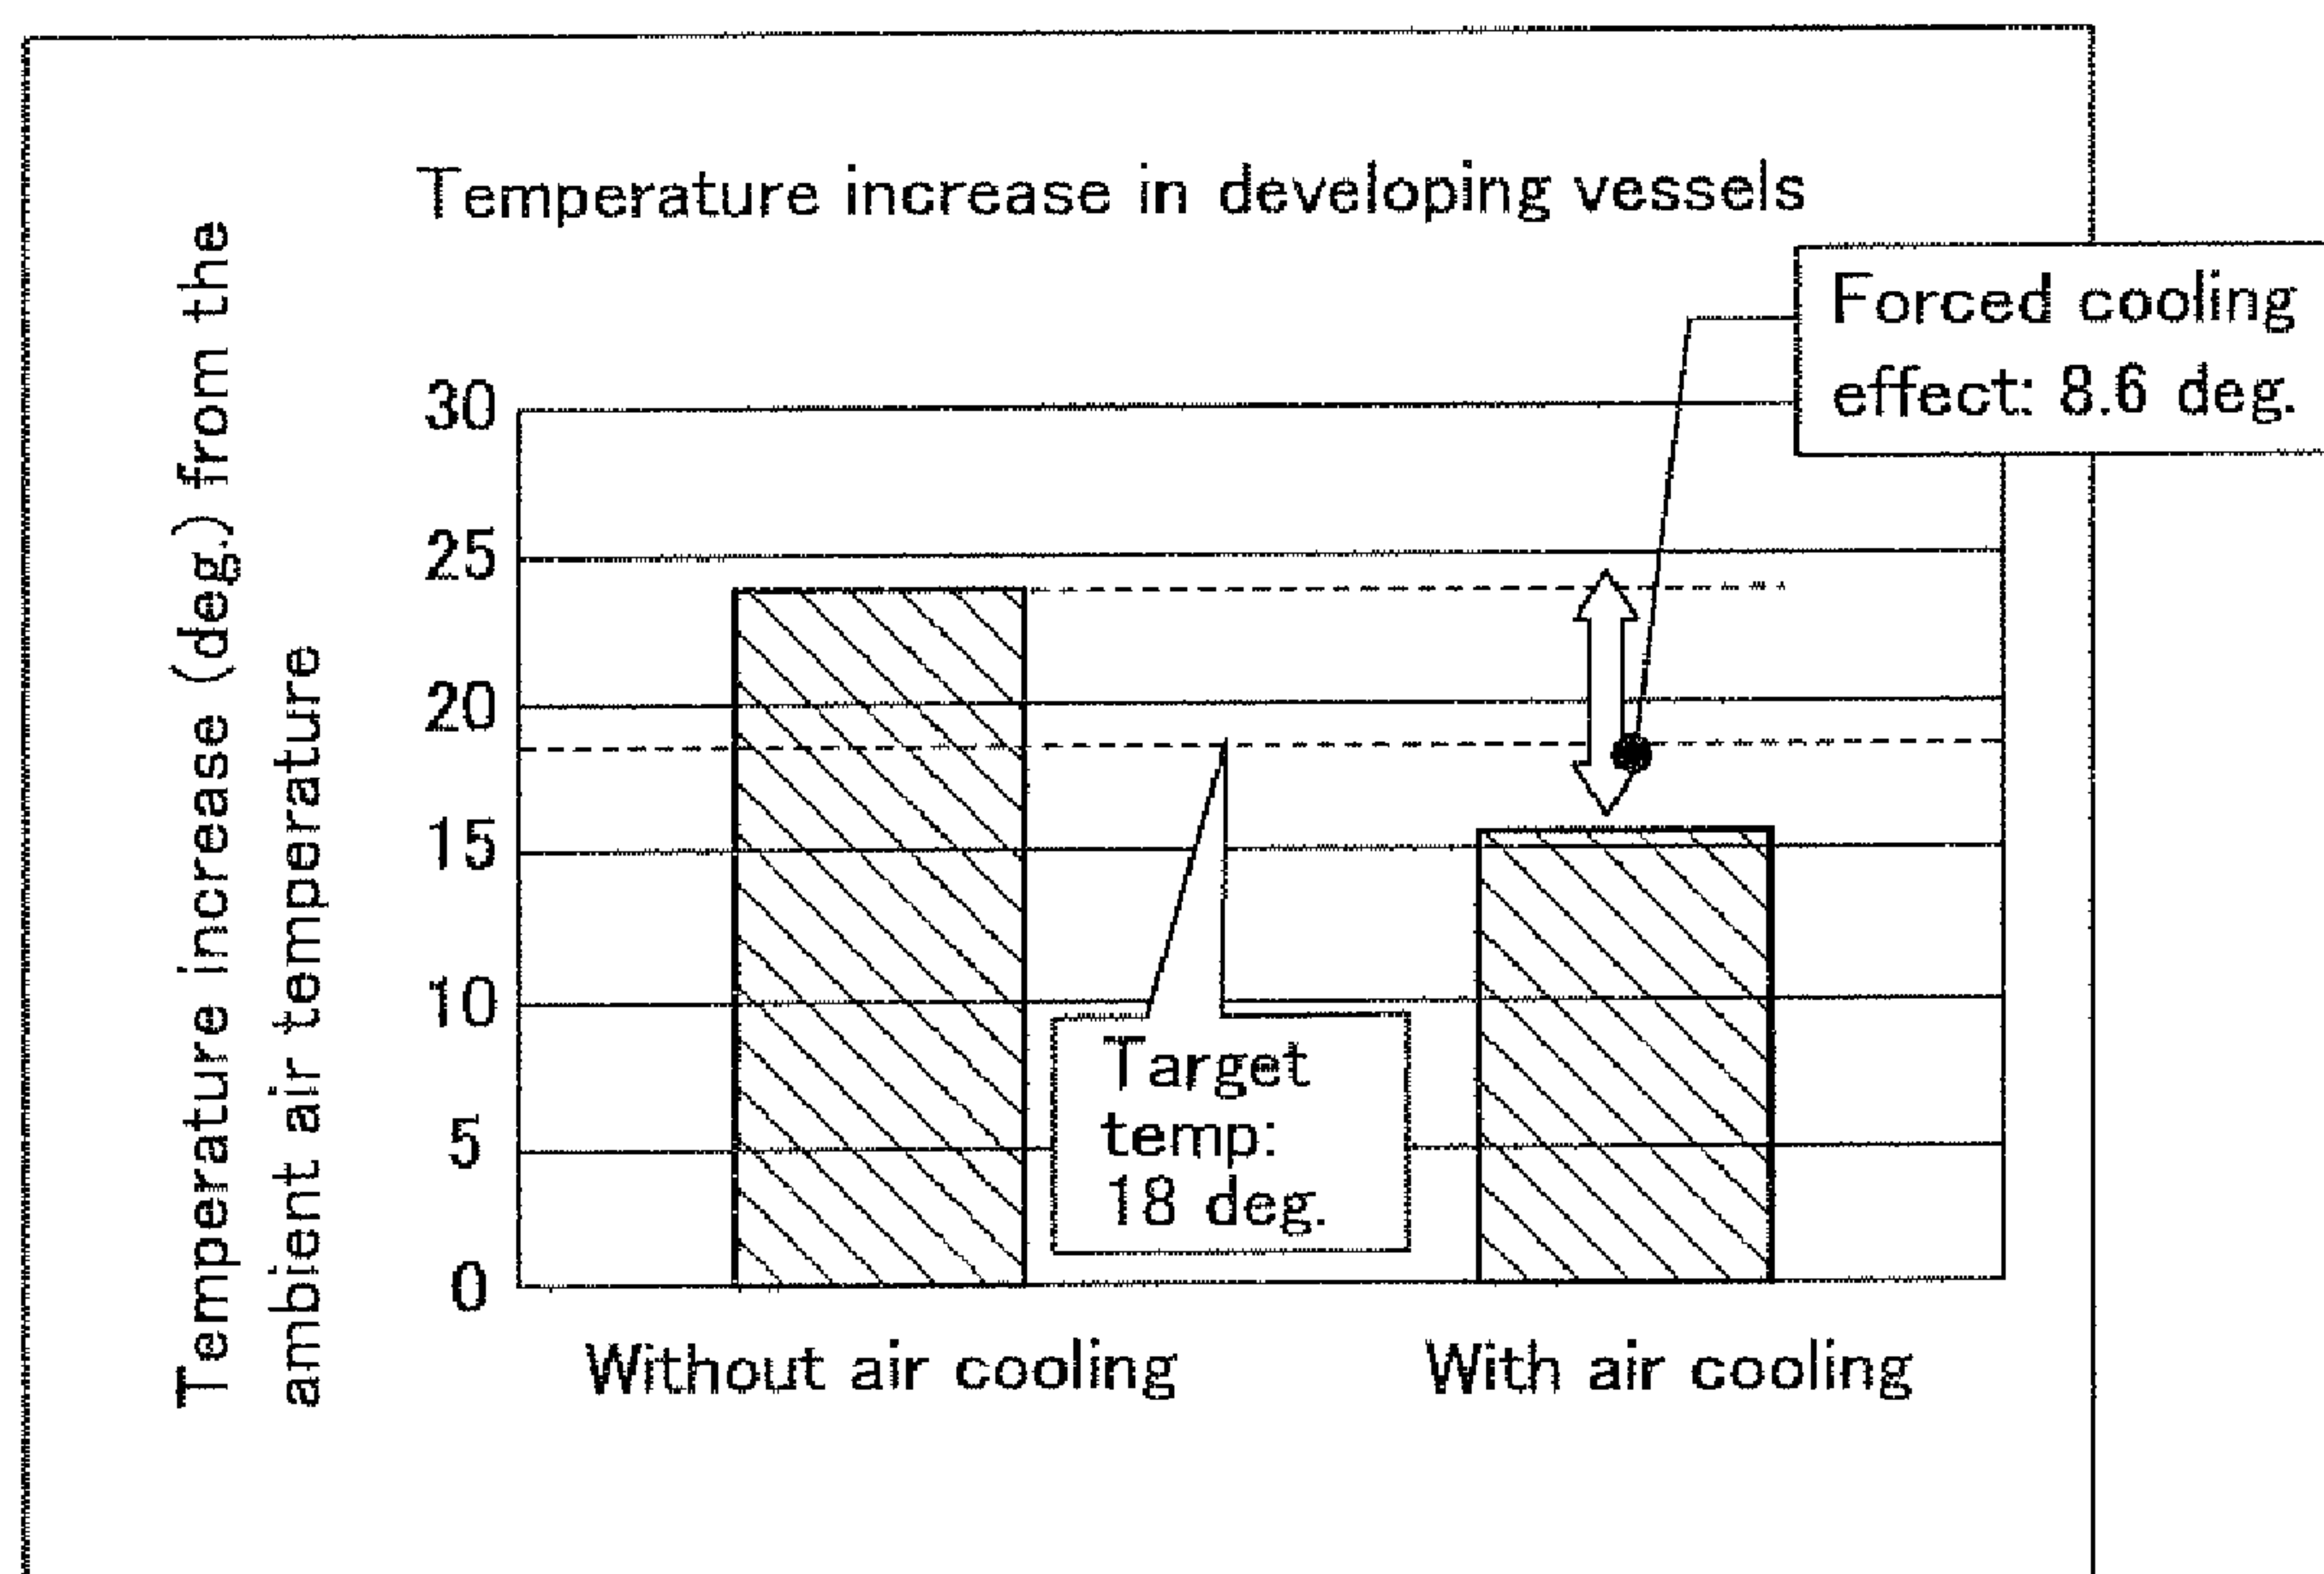 Temperature increase in developing vessels
Temperature increase (deg.) from the
ambient air temperature
Forced cooling
effect: 8.6 deg.
30
25
20
15
10
5
0
Target
temp:
18 deg.
Without air cooling
With air cooling